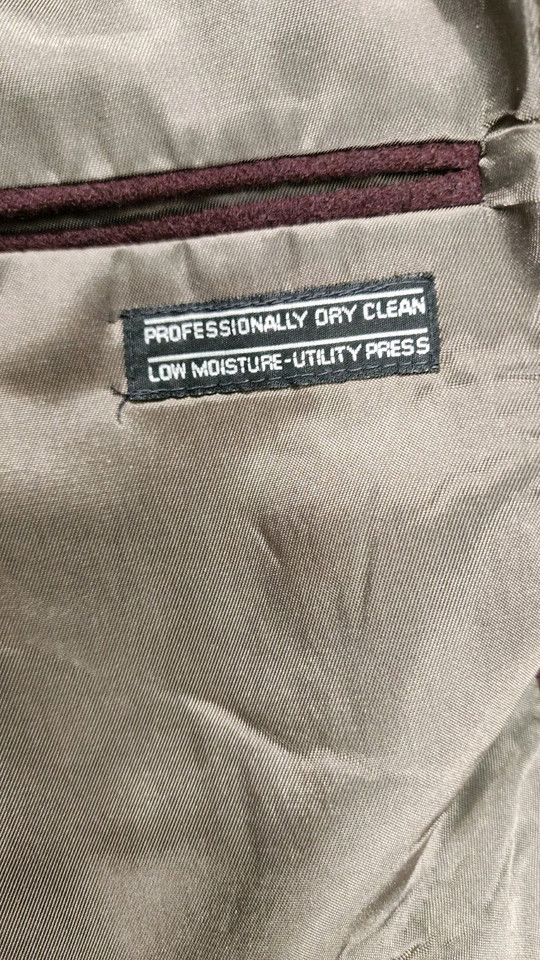 PROFESSIONALLY DRY CLEAN
LOW MOISTURE-UTILITY PRESS